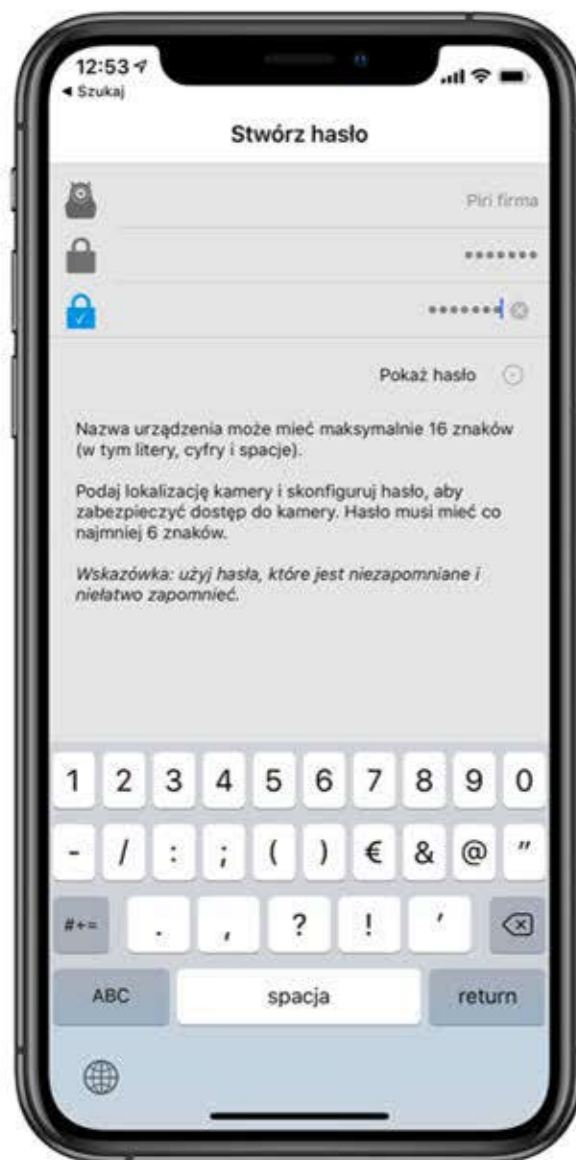 12:53
Szukaj
Stwórz hasło
Piri firma
•••••••
•••••••
Pokaż hasło
Nazwa urządzenia może mieć maksymalnie 16 znaków
(w tym litery, cyfry i spacje).
Podaj lokalizację kamery i skonfiguruj hasło, aby
zabezpieczyć dostęp do kamery. Hasło musi mieć co
najmniej 6 znaków.
Wskazówka: użyj hasła, które jest niezapomniane i
niełatwo zapomnieć.
1 2 3 4 5 6 7 8 9 0
- / : ; ( ) € & @ "
#+= . , ? ! '
ABC spacja return